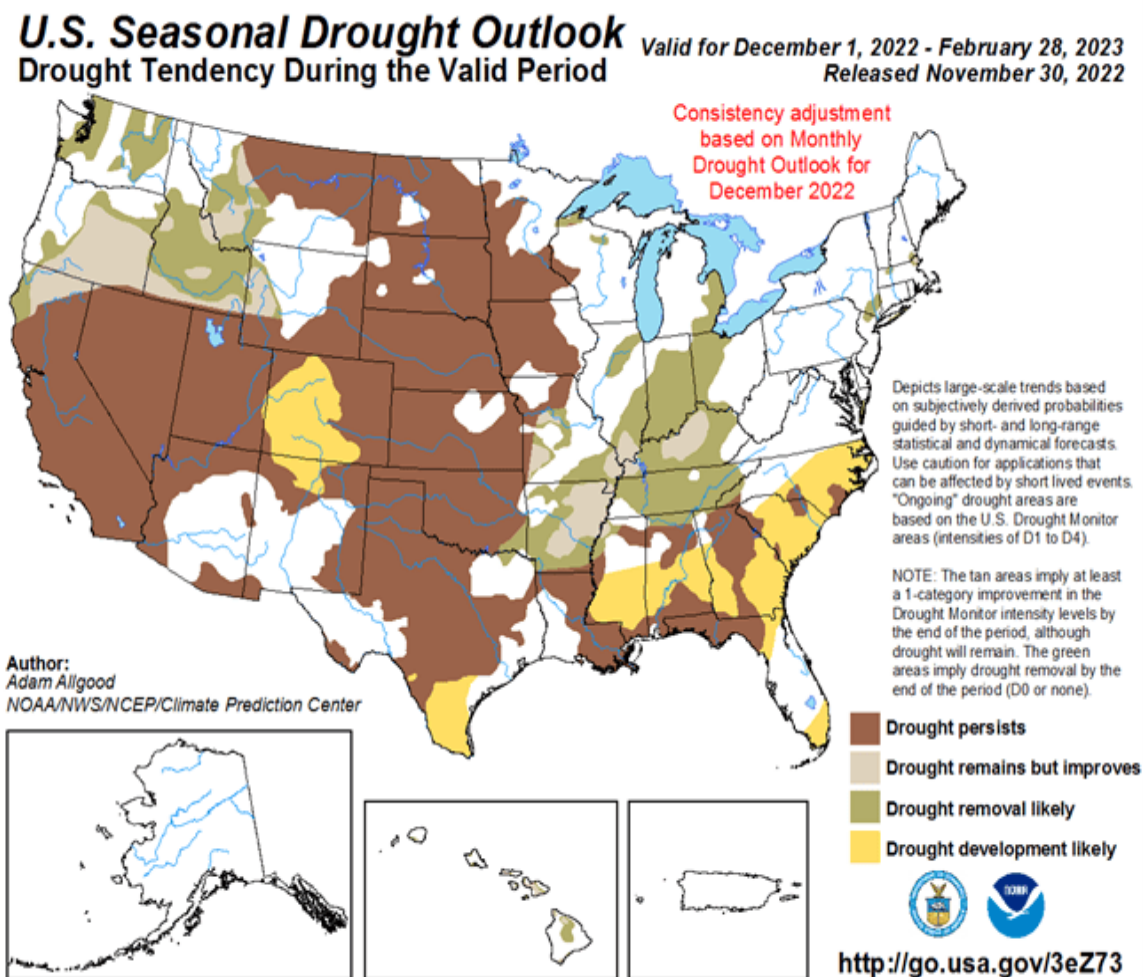 U.S. Seasonal Drought Outlook
Drought Tendency During the Valid Period
Valid for December 1, 2022 - February 28, 2023
Released November 30, 2022
Consistency adjustment
based on Monthly
Drought Outlook for
December 2022
Depicts large-scale trends based
on subjectively derived probabilities
guided by short- and long-range
statistical and dynamical forecasts.
Use caution for applications that
can be affected by short lived events.
"Ongoing" drought areas are
based on the U.S. Drought Monitor
areas (intensities of D1 to D4).
NOTE: The tan areas imply at least
a 1-category improvement in the
Drought Monitor intensity levels by
the end of the period, although
drought will remain. The green
areas imply drought removal by the
end of the period (D0 or none).
Author:
Adam Allgood
NOAA/NWS/NCEP/Climate Prediction Center
Drought persists
Drought remains but improves
Drought removal likely
Drought development likely
NOAA
http://go.usa.gov/3eZ73